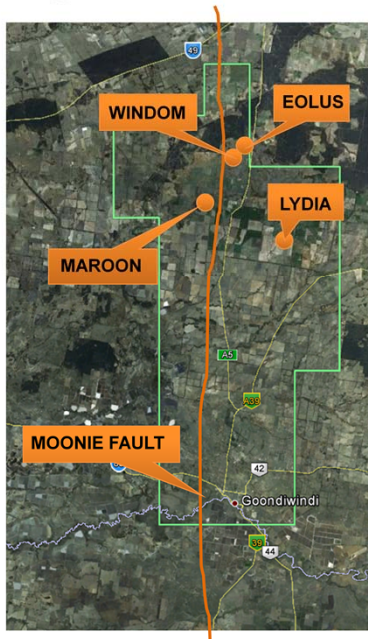 49
WINDOM
EOLUS
LYDIA
MAROON
A5
A39
MOONIE FAULT
42
Goondiwindi
39
44